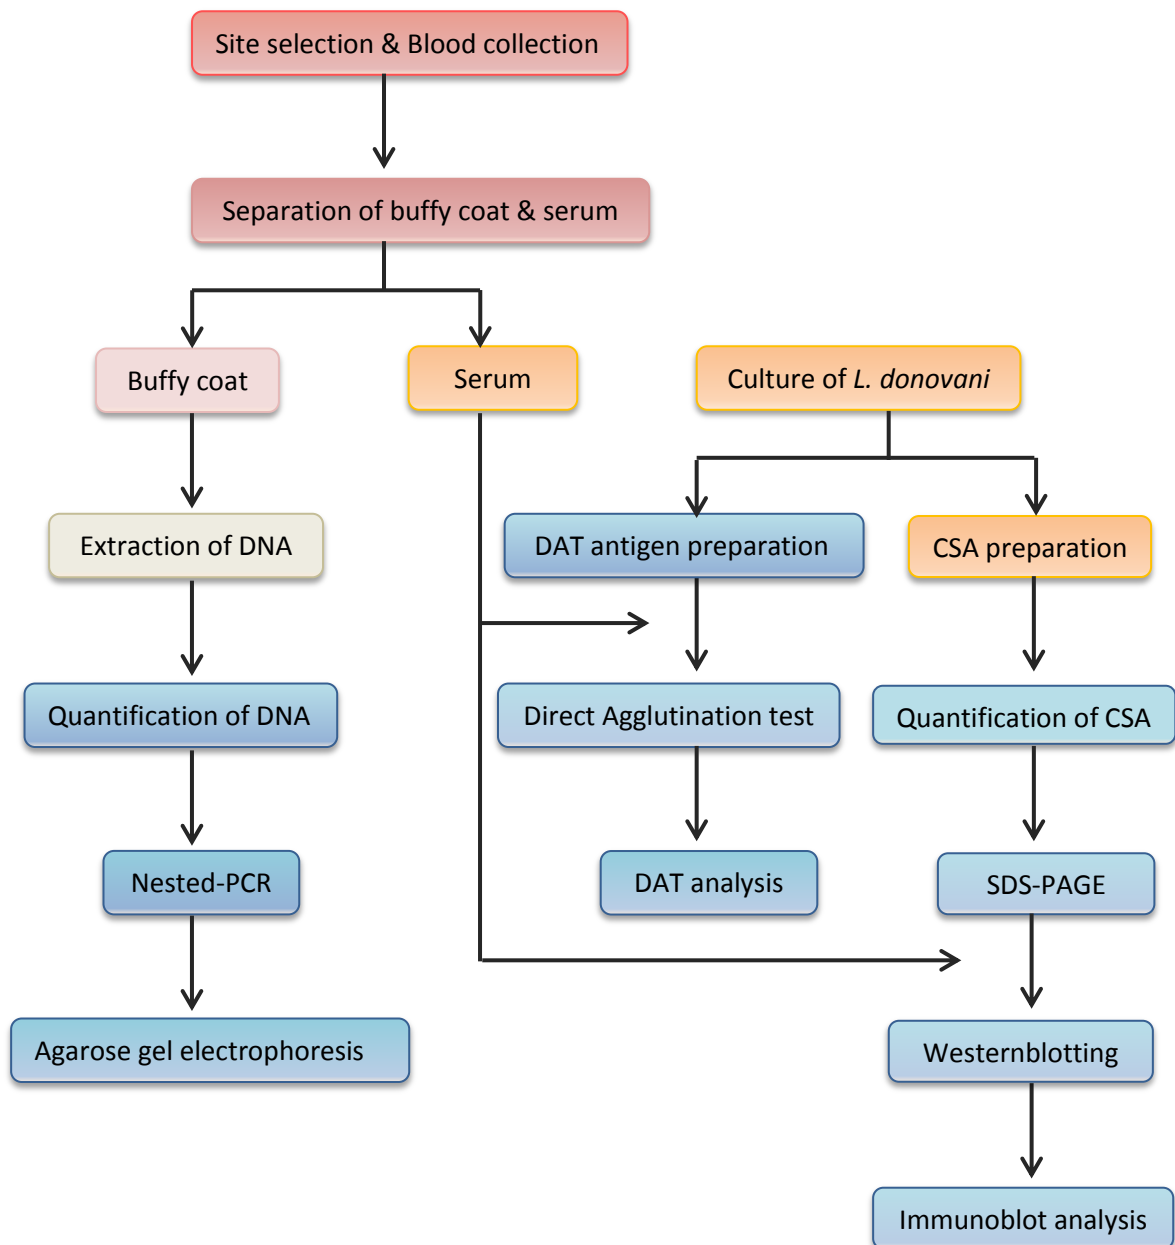 Site selection & Blood collection
Separation of buffy coat & serum
Buffy coat
Serum
Culture of L. donovani
Extraction of DNA
DAT antigen preparation
CSA preparation
Quantification of DNA
Direct Agglutination test
Quantification of CSA
Nested-PCR
DAT analysis
SDS-PAGE
Agarose gel electrophoresis
Westernblotting
Immunoblot analysis